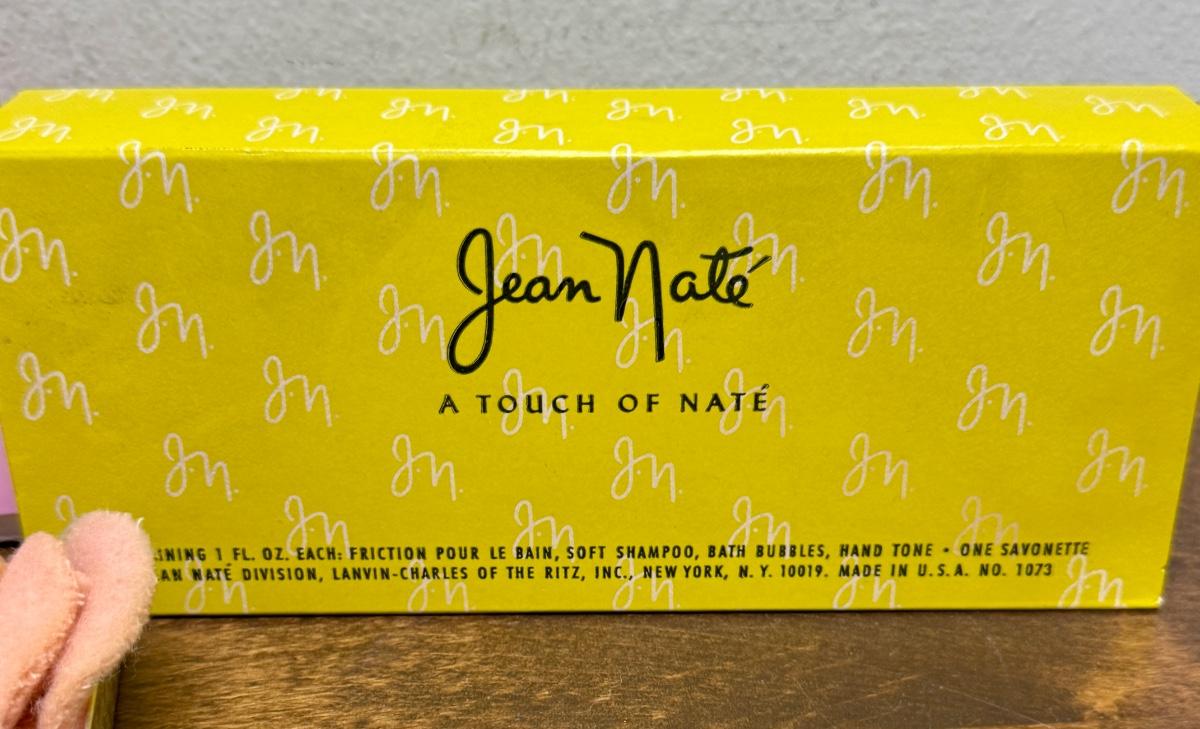 Jean Naté
A TOUCH OF NATÉ
1 FL. OZ. EACH: FRICTION POUR LE BAIN, SOFT SHAMPOO, BATH BUBBLES, HAND TONE • ONE SAVONETTE
NATÉ DIVISION, LANVIN-CHARLES OF THE RITZ, INC., NEW YORK, N.Y. 10019. MADE IN U.S.A. NO. 1073